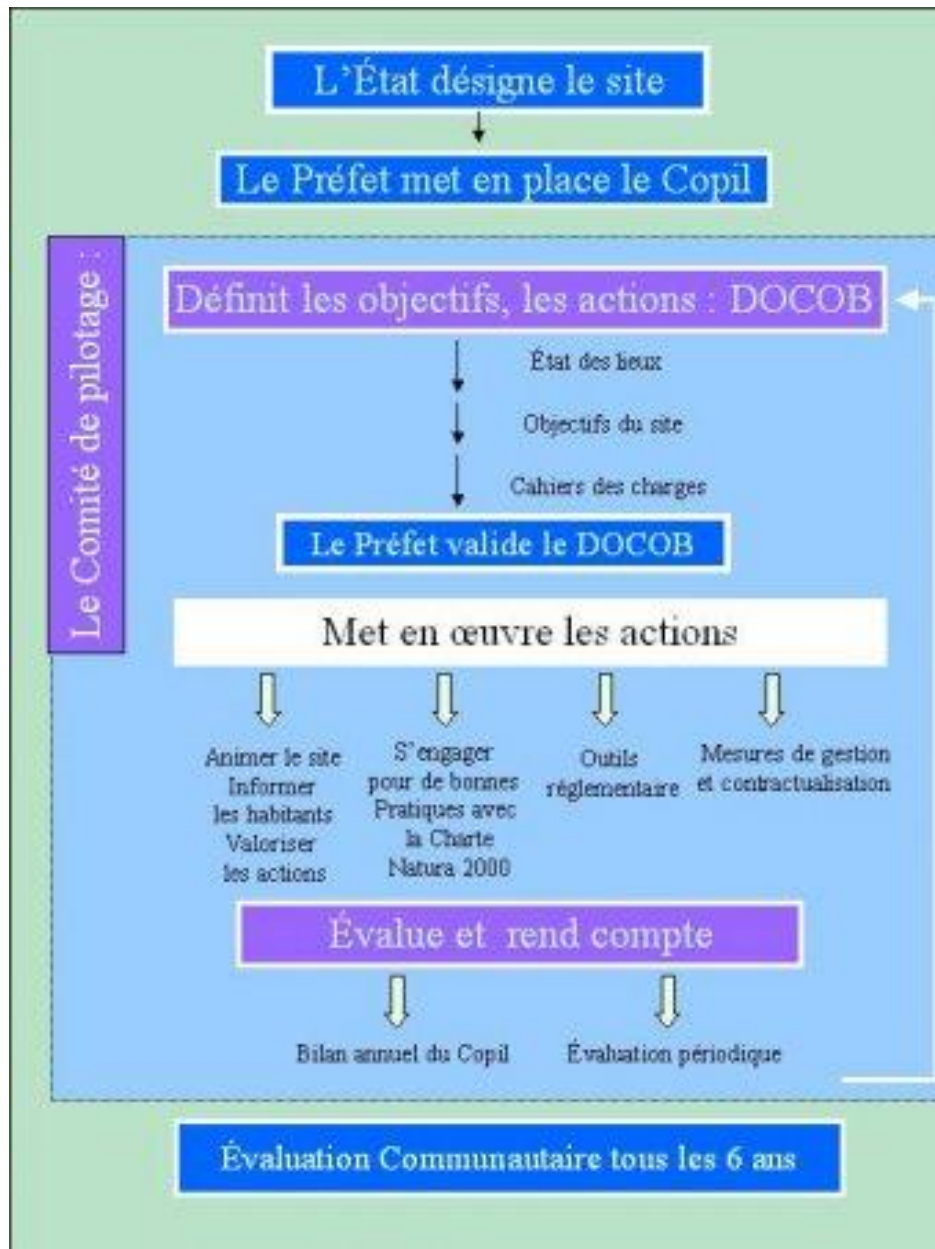 L'État désigne le site
Le Préfet met en place le Copil
Le Comité de pilotage :
Définit les objectifs, les actions : DOCOB
État des lieux
Objectifs du site
Cahiers des charges
Le Préfet valide le DOCOB
Met en œuvre les actions
Animer le site
Informer
les habitants
Valoriser
les actions
S'engager
pour de bonnes
Pratiques avec
la Charte
Natura 2000
Outils
réglementaire
Mesures de gestion
et contractualisation
Évalue et rend compte
Bilan annuel du Copil
Évaluation périodique
Évaluation Communautaire tous les 6 ans